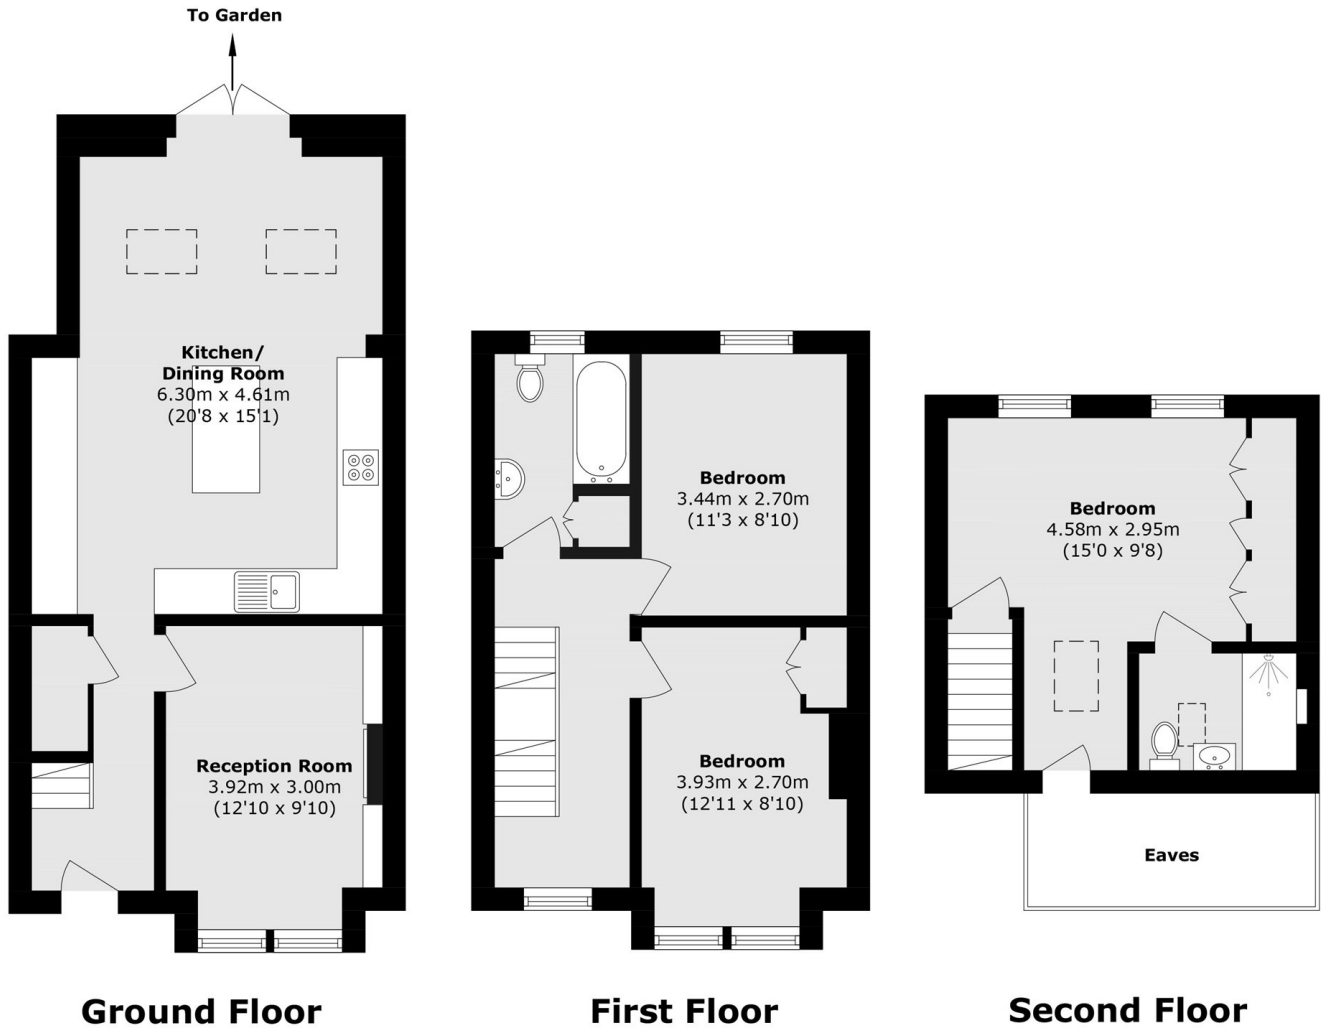 To Garden
Kitchen/
Dining Room
6.30m x 4.61m
(20'8 x 15'1)
Reception Room
3.92m x 3.00m
(12'10 x 9'10)
Ground Floor
Bedroom
3.44m x 2.70m
(11'3 x 8'10)
Bedroom
3.93m x 2.70m
(12'11 x 8'10)
First Floor
Bedroom
4.58m x 2.95m
(15'0 x 9'8)
Eaves
Second Floor